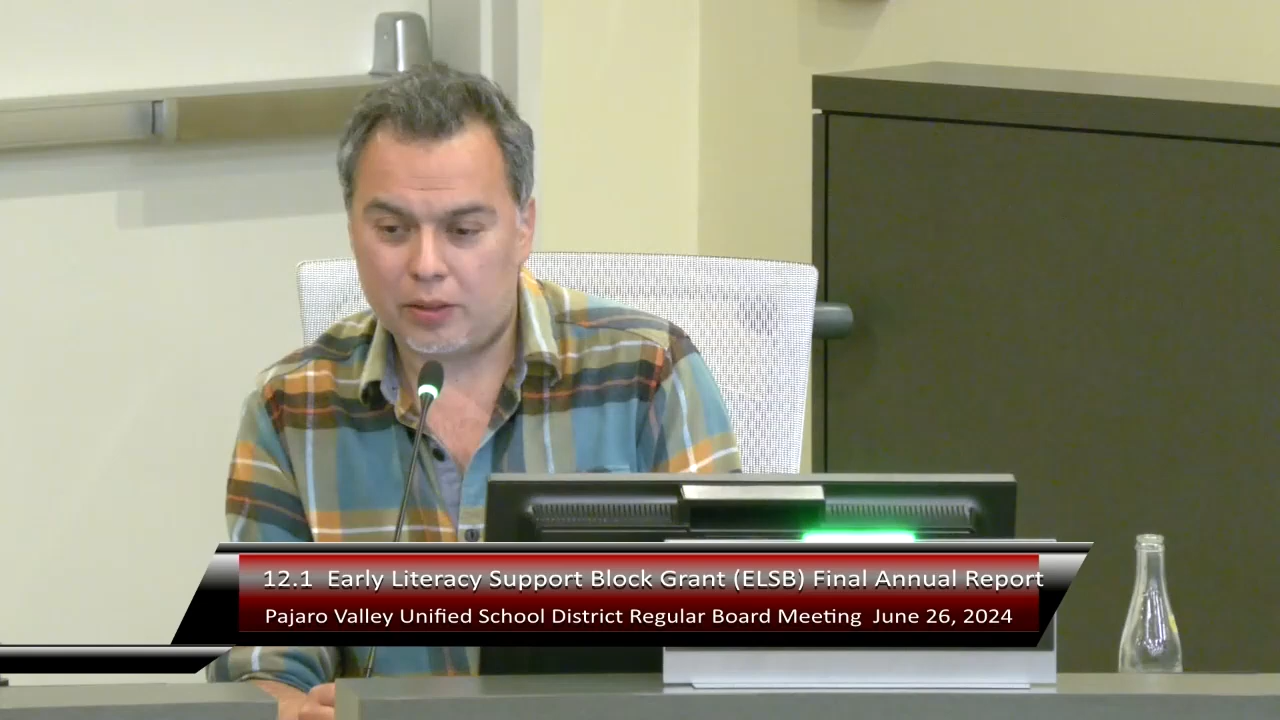 12.1 Early Literacy Support Block Grant (ELSB) Final Annual Report
Pajaro Valley Unified School District Regular Board Meeting June 26, 2024